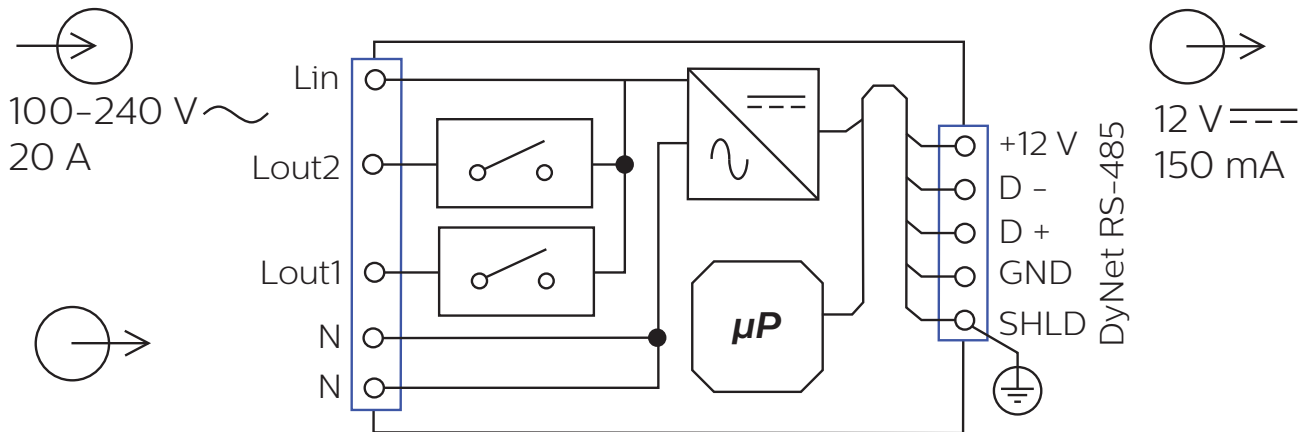 100-240 V
20 A
Lin
Lout2
Lout1
N
N
µP
+12 V
D -
D +
GND
SHLD
DyNet RS-485
12 V
150 mA